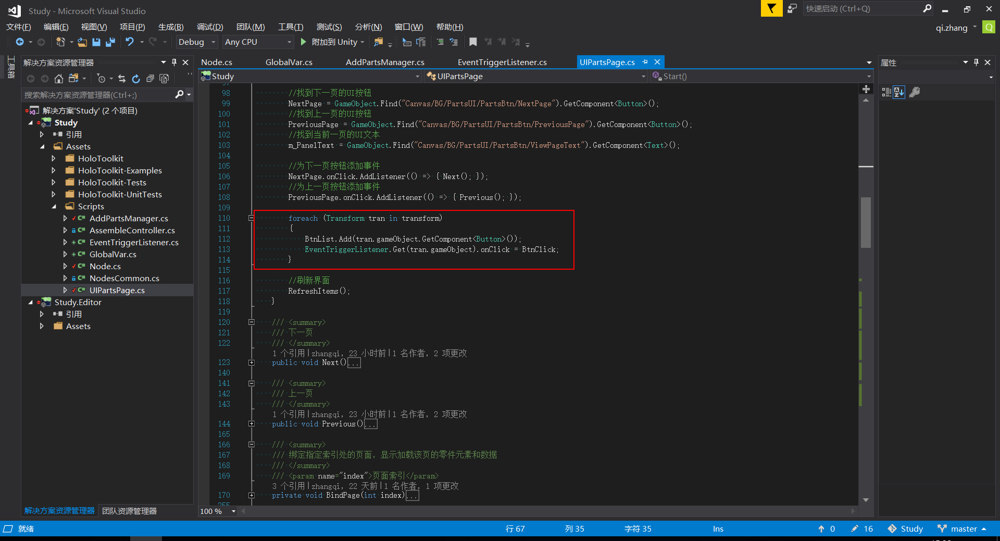 Study - Microsoft Visual Studio
快速启动 (Ctrl+Q)
文件(F) 编辑(E) 视图(V) 项目(P) 生成(B) 调试(D) 团队(M) 工具(T) 测试(S) 分析(N) 窗口(W) 帮助(H)
qi.zhang Q
Debug Any CPU 附加到 Unity
工具箱
解决方案资源管理器
搜索解决方案资源管理器(Ctrl+;)
解决方案'Study' (2 个项目)
Study
引用
Assets
HoloToolkit
HoloToolkit-Examples
HoloToolkit-Tests
HoloToolkit-UnitTests
Scripts
C# AddPartsManager.cs
C# AssembleController.cs
C# EventTriggerListener.cs
C# GlobalVar.cs
C# Node.cs
C# NodesCommon.cs
C# UIPartsPage.cs
Study.Editor
引用
Assets
解决方案资源管理器 团队资源管理器
Node.cs GlobalVar.cs AddPartsManager.cs EventTriggerListener.cs UIPartsPage.cs
Study UIPartsPage Start()
98 //找到下一页的UI按钮
99 NextPage = GameObject.Find("Canvas/BG/PartsUI/PartsBtn/NextPage").GetComponent<Button>();
100 //找到上一页的UI按钮
101 PreviousPage = GameObject.Find("Canvas/BG/PartsUI/PartsBtn/PreviousPage").GetComponent<Button>();
102 //找到当前一页的UI文本
103 m_PanelText = GameObject.Find("Canvas/BG/PartsUI/PartsBtn/ViewPageText").GetComponent<Text>();
104
105 //为下一页按钮添加事件
106 NextPage.onClick.AddListener(() => { Next(); });
107 //为上一页按钮添加事件
108 PreviousPage.onClick.AddListener(() => { Previous(); });
109
110 foreach (Transform tran in transform)
111 {
112 BtnList.Add(tran.gameObject.GetComponent<Button>());
113 EventTriggerListener.Get(tran.gameObject).onClick = BtnClick;
114 }
115
116 //刷新界面
117 RefreshItems();
118 }
119
120 /// <summary>
121 /// 下一页
122 /// </summary>
1 个引用|zhangqi, 23 小时前|1 名作者, 2 项更改
123 public void Next()...
140
141 /// <summary>
142 /// 上一页
143 /// </summary>
1 个引用|zhangqi, 23 小时前|1 名作者, 2 项更改
144 public void Previous()...
165
166 /// <summary>
167 /// 绑定指定索引处的页面，显示加载该页的零件元素和数据
168 /// </summary>
169 /// <param name="index">页面索引</param>
3 个引用|zhangqi, 22 天前|1 名作者, 1 项更改
170 private void BindPage(int index)...
255
100 %
属性
就绪 行 67 列 35 字符 35 Ins 0 16 Study master